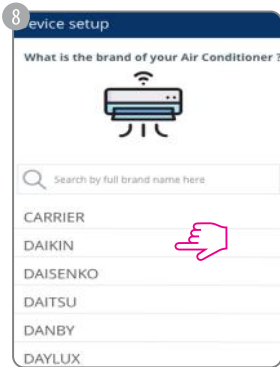 8
evice setup
What is the brand of your Air Conditioner ?
Search by full brand name here
CARRIER
DAIKIN
DAISENKO
DAITSU
DANBY
DAYLUX